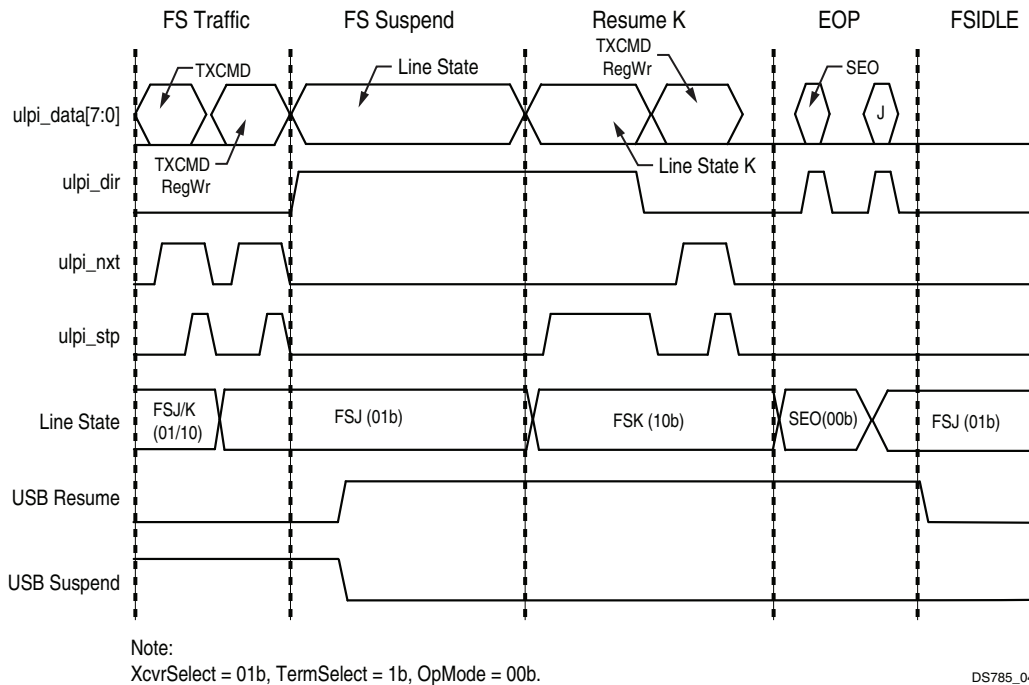 FS Traffic FS Suspend Resume K EOP FSIDLE
TXCMD
RegWr
TXCMD Line State SEO
ulpi_data[7:0] J
TXCMD
RegWr
Line State K
ulpi_dir
ulpi_nxt
ulpi_stp
Line State FSJ/K
(01/10) FSJ (01b) FSK (10b) SEO(00b) FSJ (01b)
USB Resume
USB Suspend
Note:
XcvrSelect = 01b, TermSelect = 1b, OpMode = 00b.
DS785_04